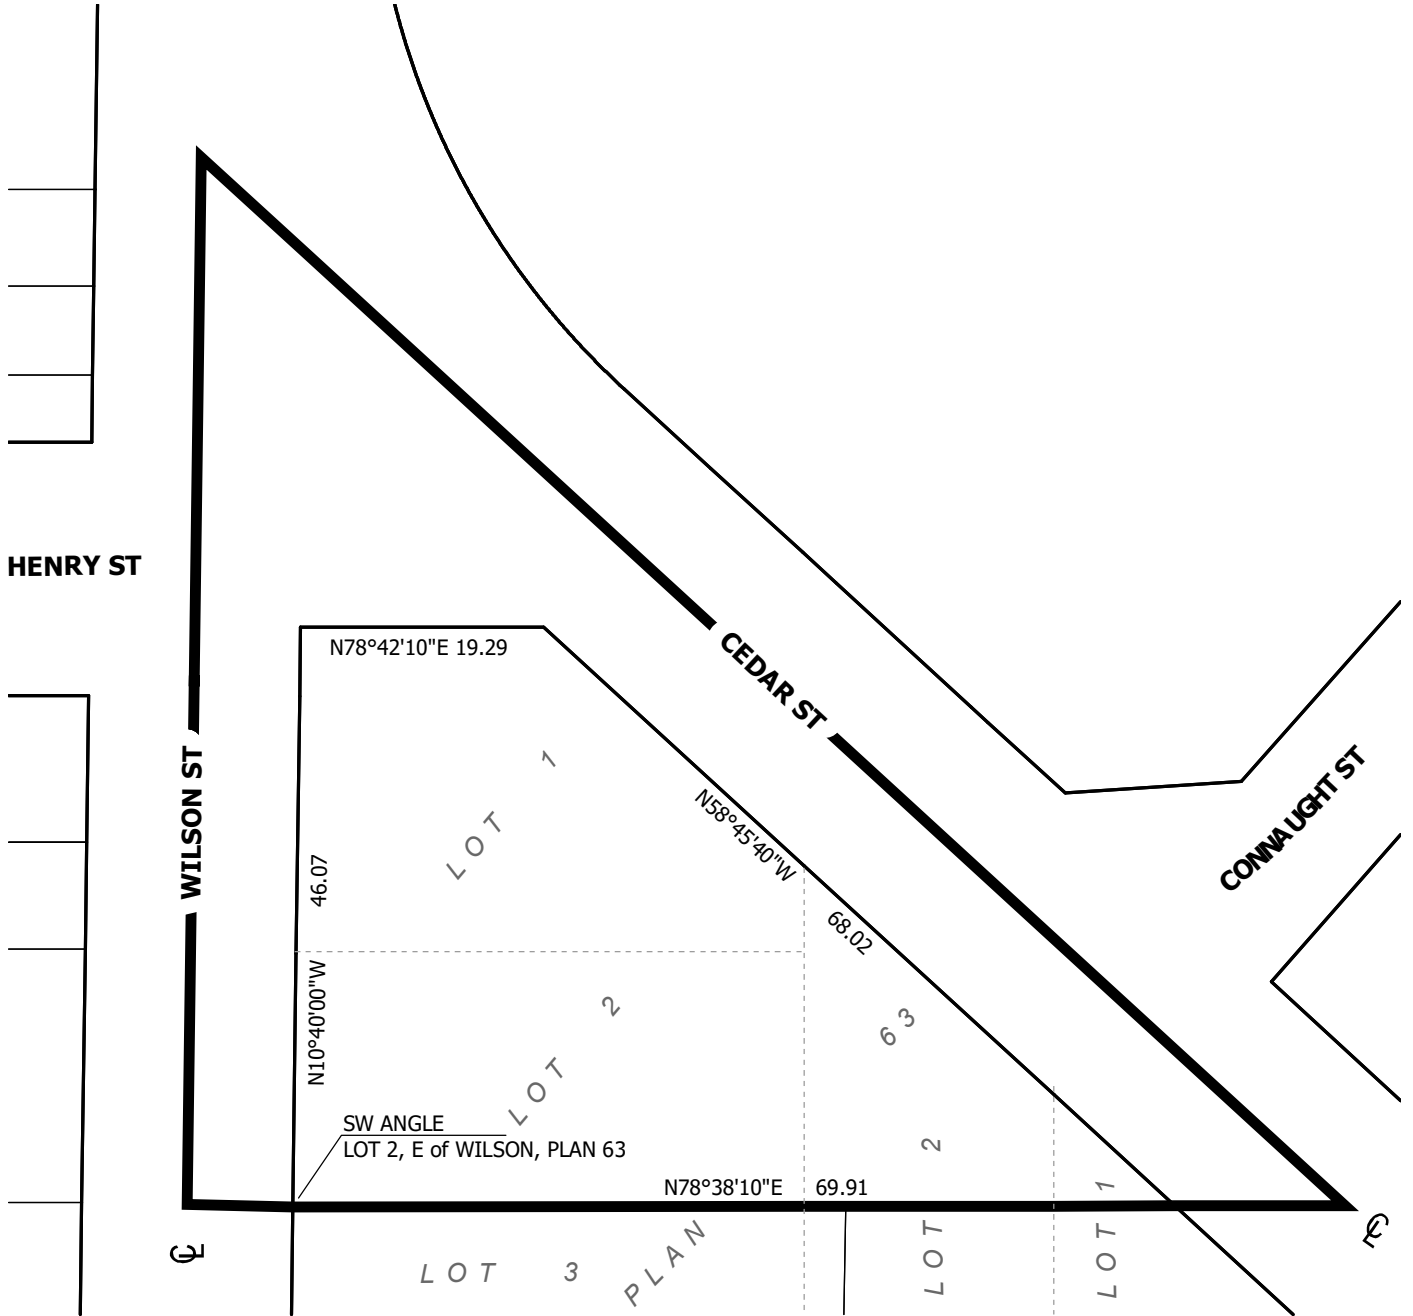 HENRY ST
N78°42'10"E 19.29
CEDAR ST
WILSON ST
LOT 1
N58°45'40"W
68.02
CONNAUGHT ST
46.07
N10°40'00"W
LOT 2
63
SW ANGLE
LOT 2, E of WILSON, PLAN 63
N78°38'10"E 69.91
LOT 3
PLAN
LOT 2
LOT 1
℄
℄